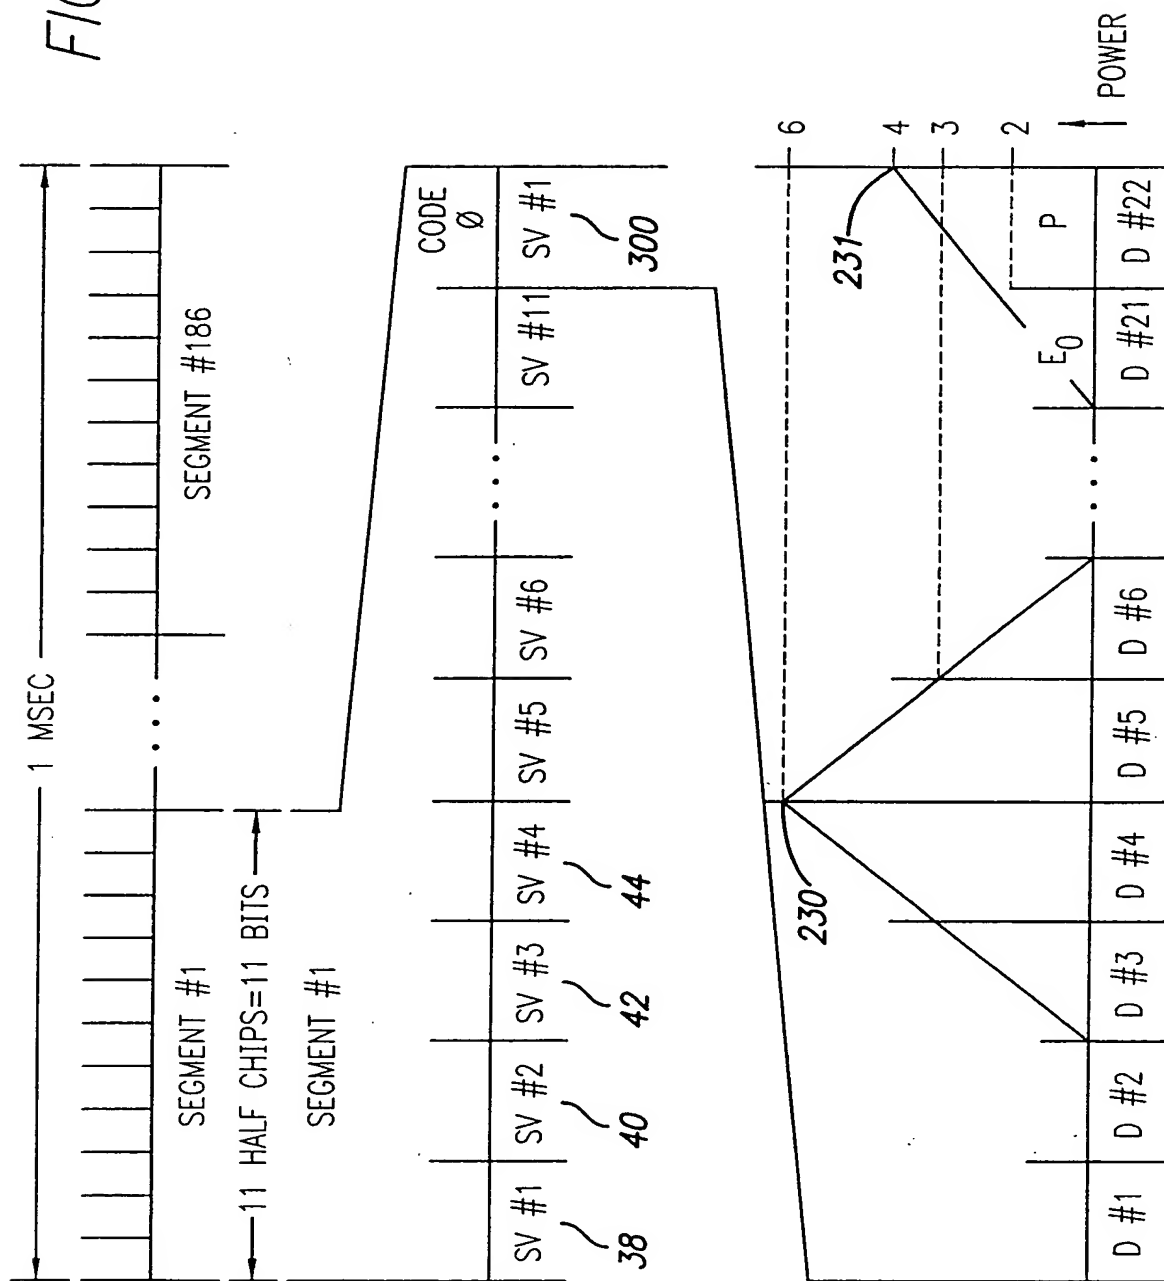 FIG
1 MSEC
SEGMENT #1
SEGMENT #186
11 HALF CHIPS=11 BITS
SEGMENT #1
CODE
Ø
SV #1 SV #2 SV #3 SV #4 SV #5 SV #6 SV #11 SV #1
38 40 42 44 300
230
231
6
4
3
2
POWER
E0
P
D #1 D #2 D #3 D #4 D #5 D #6 D #21 D #22